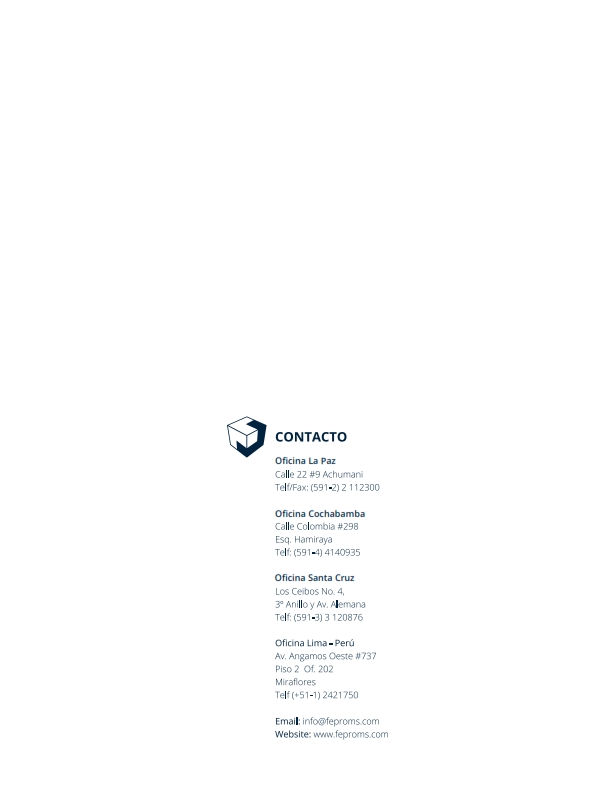 CONTACTO
Oficina La Paz
Calle 22 #9 Achumani
Telf/Fax: (591-2) 2 112300
Oficina Cochabamba
Calle Colombia #298
Esq. Hamiraya
Telf: (591-4) 4140935
Oficina Santa Cruz
Los Ceibos No. 4,
3º Anillo y Av. Alemana
Telf: (591-3) 3 120876
Oficina Lima - Perú
Av. Angamos Oeste #737
Piso 2 Of. 202
Miraflores
Telf (+51-1) 2421750
Email: info@feproms.com
Website: www.feproms.com